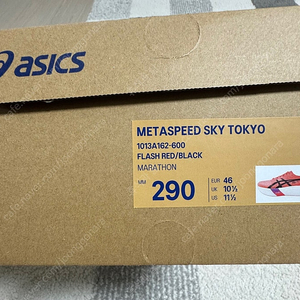 asics
METASPEED SKY TOKYO
1013A162-600
FLASH RED/BLACK
MARATHON
290
EUR 46
UK 10½
US 11½